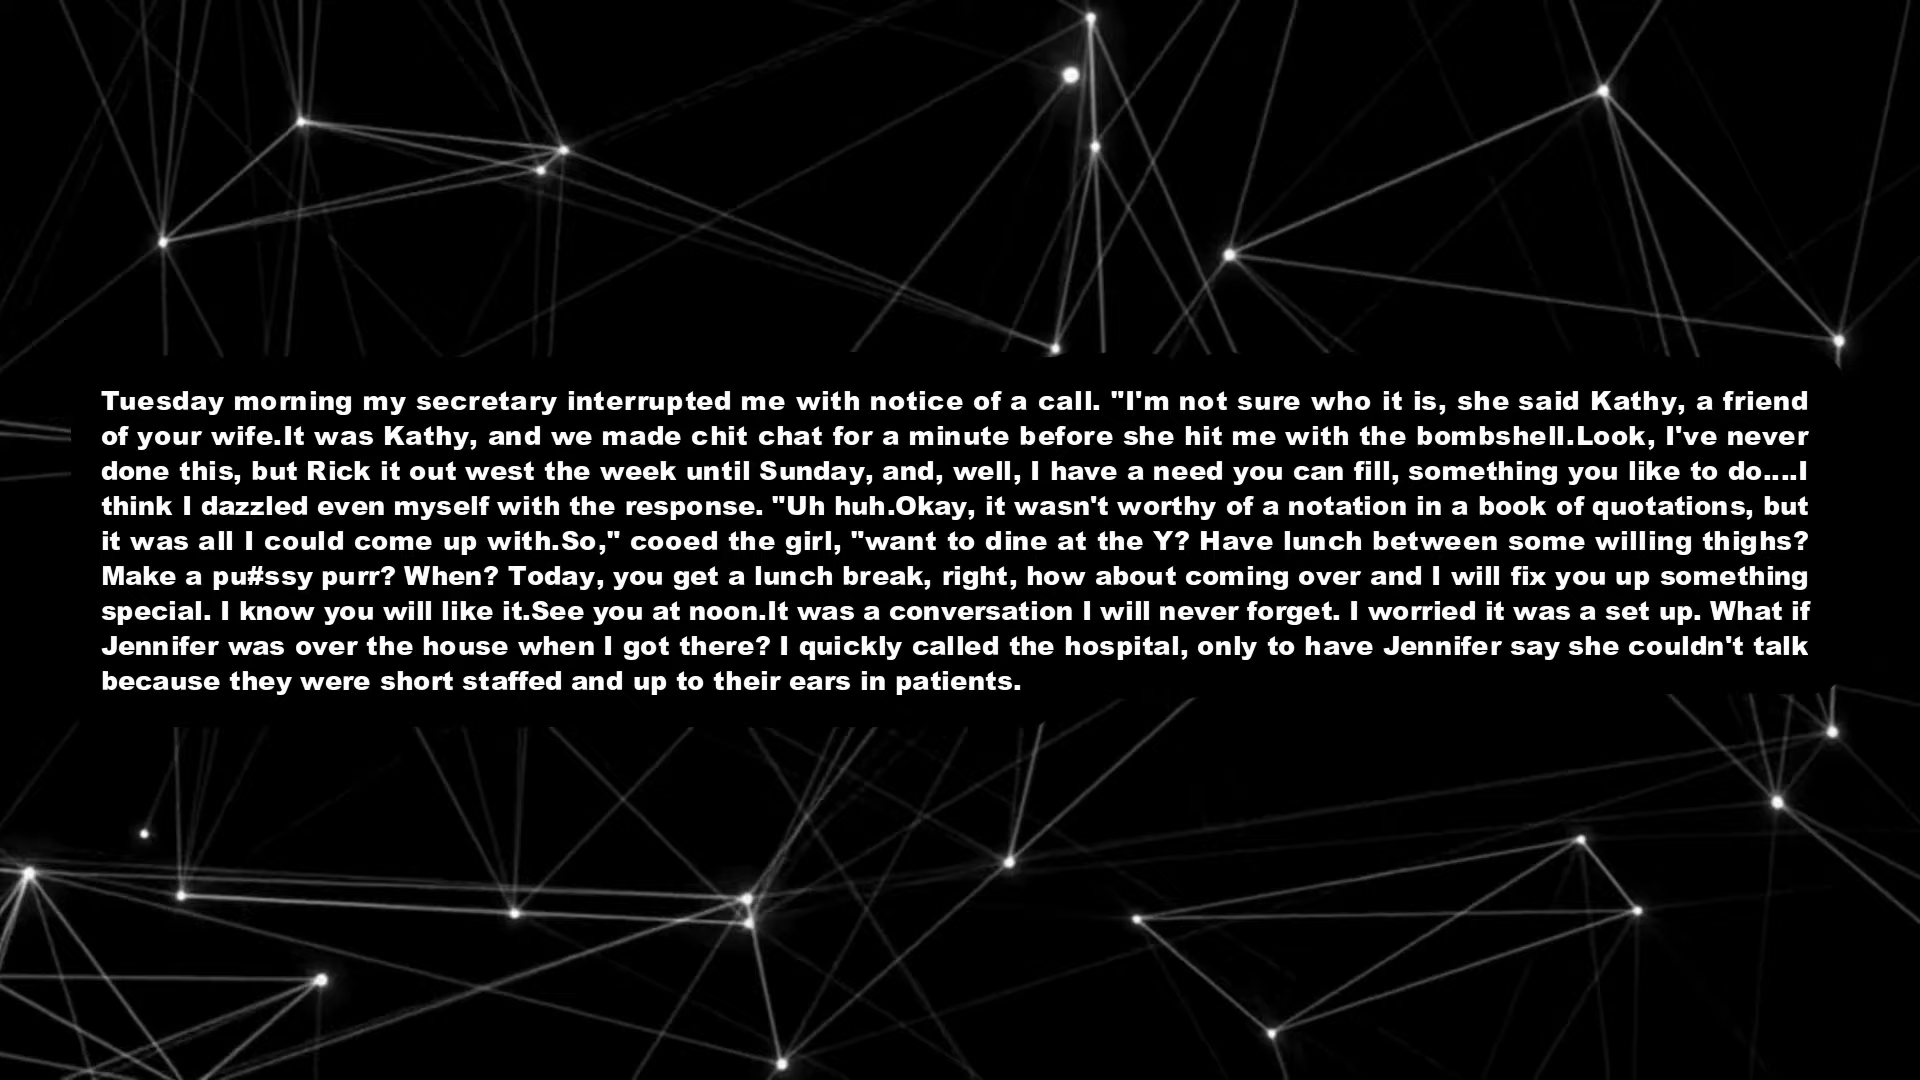 Tuesday morning my secretary interrupted me with notice of a call. "I'm not sure who it is, she said Kathy, a friend
of your wife.It was Kathy, and we made chit chat for a minute before she hit me with the bombshell.Look, I've never
done this, but Rick it out west the week until Sunday, and, well, I have a need you can fill, something you like to do....I
think I dazzled even myself with the response. "Uh huh.Okay, it wasn't worthy of a notation in a book of quotations, but
it was all I could come up with.So," cooed the girl, "want to dine at the Y? Have lunch between some willing thighs?
Make a pu#ssy purr? When? Today, you get a lunch break, right, how about coming over and I will fix you up something
special. I know you will like it.See you at noon.It was a conversation I will never forget. I worried it was a set up. What if
Jennifer was over the house when I got there? I quickly called the hospital, only to have Jennifer say she couldn't talk
because they were short staffed and up to their ears in patients.